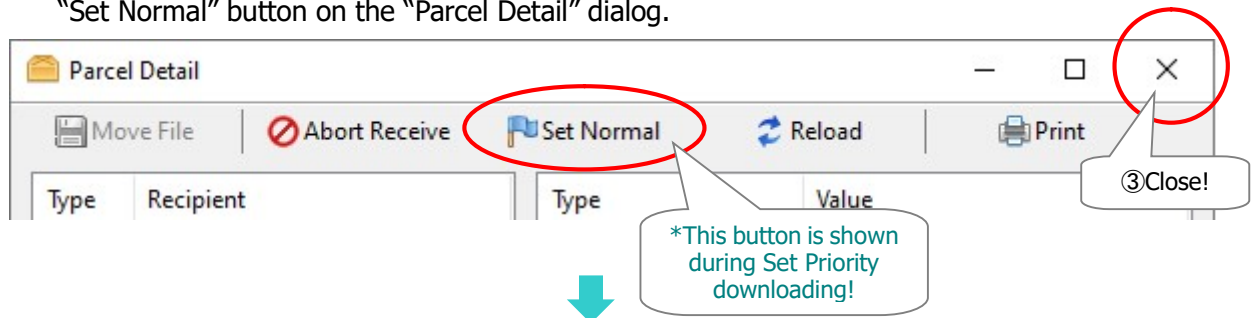 “Set Normal” button on the “Parcel Detail” dialog.
Parcel Detail
Move File Abort Receive Set Normal Reload Print
③Close!
Type Recipient Type Value
*This button is shown
during Set Priority
downloading!